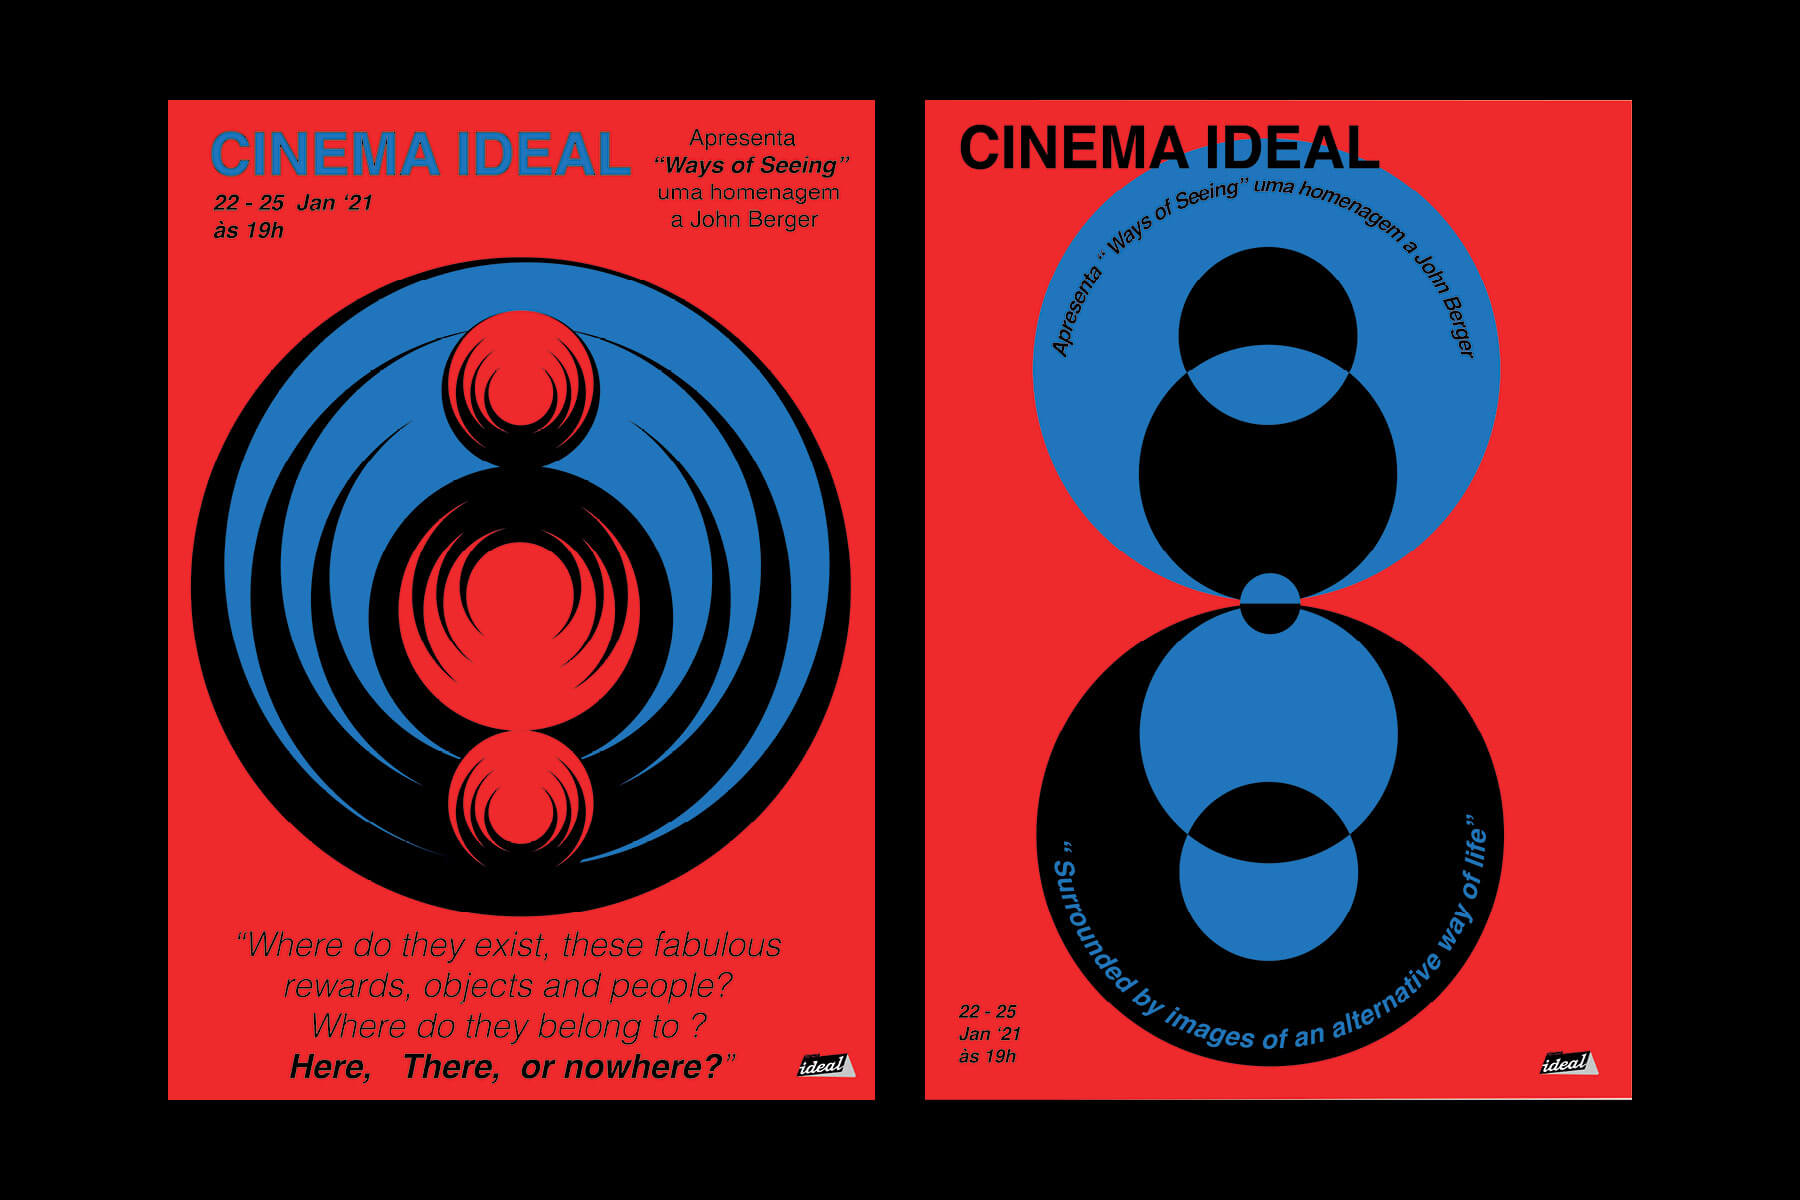 CINEMA IDEAL
22 - 25 Jan ‘21
às 19h
Apresenta
“Ways of Seeing”
uma homenagem
a John Berger
“Where do they exist, these fabulous
rewards, objects and people?
Where do they belong to ?
Here, There, or nowhere?”
ideal
CINEMA IDEAL
Apresenta “ Ways of Seeing” uma homenagem a John Berger
” Surrounded by images of an alternative way of life”
22 - 25
Jan ‘21
às 19h
ideal